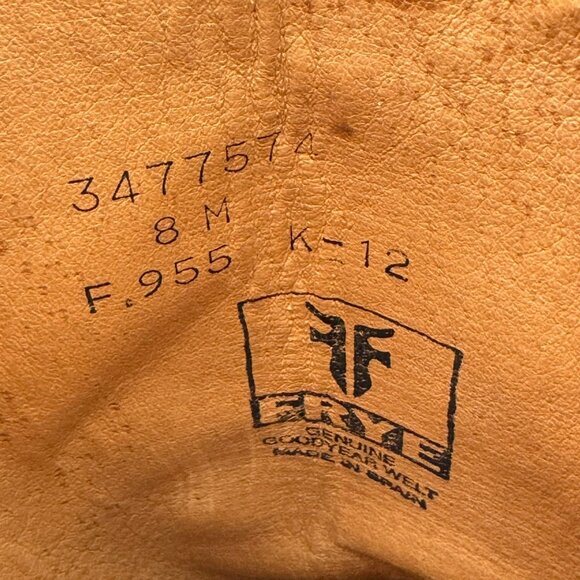 3477574
8 M
F.955 K-12
FRYE
GENUINE
GOODYEAR WELT
MADE IN SPAIN